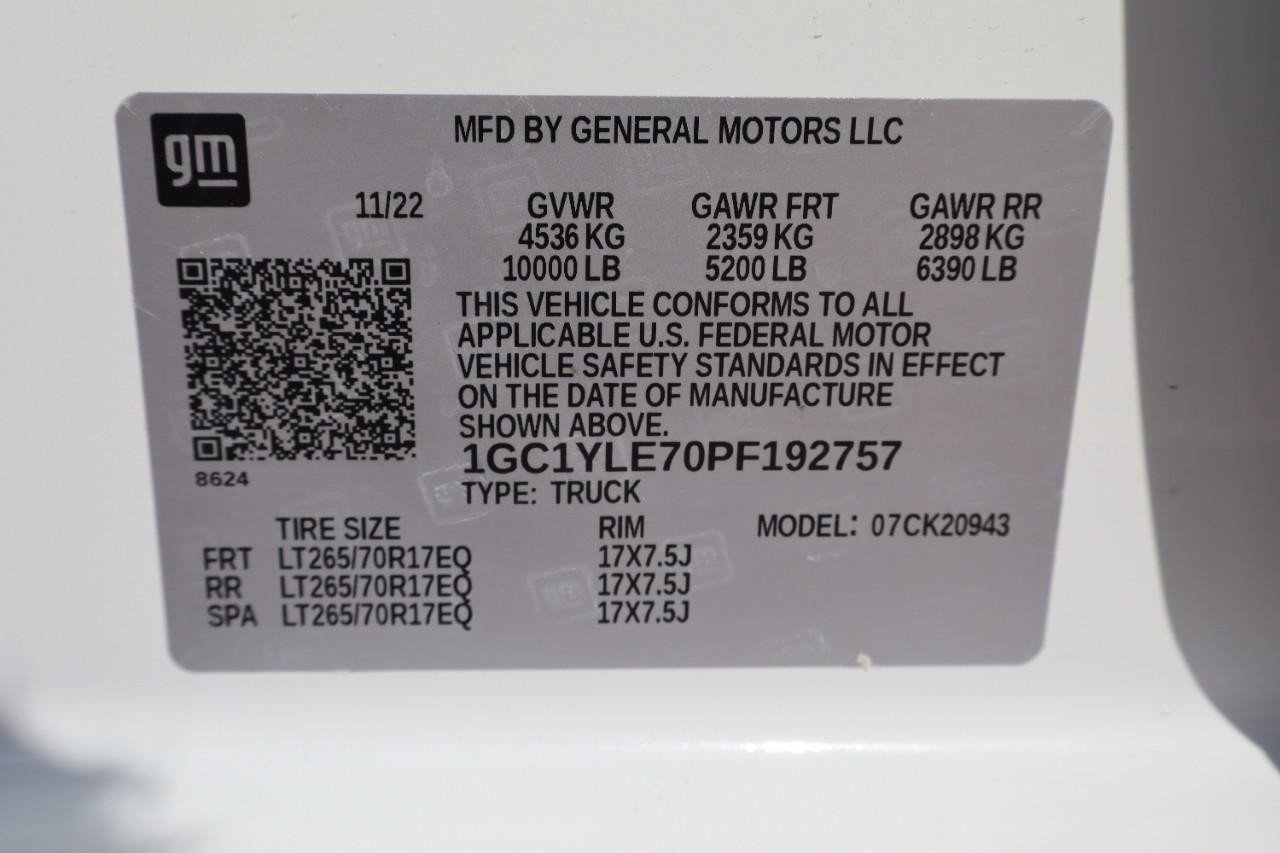 gm
MFD BY GENERAL MOTORS LLC
11/22 GVWR GAWR FRT GAWR RR
4536 KG 2359 KG 2898 KG
10000 LB 5200 LB 6390 LB
THIS VEHICLE CONFORMS TO ALL
APPLICABLE U.S. FEDERAL MOTOR
VEHICLE SAFETY STANDARDS IN EFFECT
ON THE DATE OF MANUFACTURE
SHOWN ABOVE.
1GC1YLE70PF192757
8624
TYPE: TRUCK
TIRE SIZE RIM MODEL: 07CK20943
FRT LT265/70R17EQ 17X7.5J
RR LT265/70R17EQ 17X7.5J
SPA LT265/70R17EQ 17X7.5J